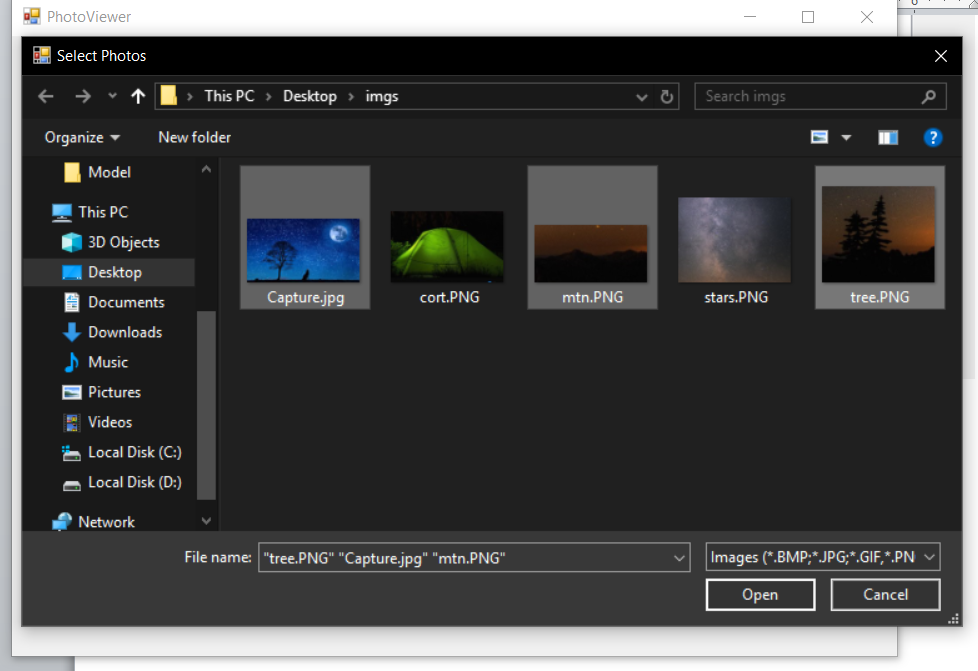 PhotoViewer
Select Photos
This PC > Desktop > imgs
Search imgs
Organize
New folder
?
Model
This PC
3D Objects
Desktop
Documents
Downloads
Music
Pictures
Videos
Local Disk (C:)
Local Disk (D:)
Network
Capture.jpg
cort.PNG
mtn.PNG
stars.PNG
tree.PNG
File name:
"tree.PNG" "Capture.jpg" "mtn.PNG"
Images (*.BMP;*.JPG;*.GIF,*.PN
Open
Cancel